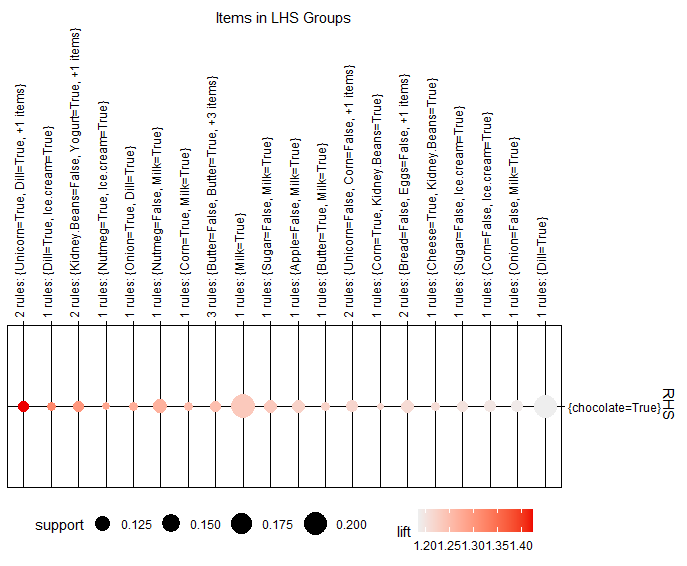 Items in LHS Groups
2 rules: {Unicorn=True, Dill=True, +1 items}
1 rules: {Dill=True, Ice.cream=True}
2 rules: {Kidney.Beans=False, Yogurt=True, +1 items}
1 rules: {Nutmeg=True, Ice.cream=True}
1 rules: {Onion=True, Dill=True}
1 rules: {Nutmeg=False, Milk=True}
1 rules: {Corn=True, Milk=True}
3 rules: {Butter=False, Butter=True, +3 items}
1 rules: {Milk=True}
1 rules: {Sugar=False, Milk=True}
1 rules: {Apple=False, Milk=True}
1 rules: {Butter=True, Milk=True}
2 rules: {Unicorn=False, Corn=False, +1 items}
1 rules: {Corn=True, Kidney.Beans=True}
2 rules: {Bread=False, Eggs=False, +1 items}
1 rules: {Cheese=True, Kidney.Beans=True}
1 rules: {Sugar=False, Ice.cream=True}
1 rules: {Corn=False, Ice.cream=True}
1 rules: {Onion=False, Milk=True}
1 rules: {Dill=True}
{chocolate=True}
RHS
support 0.125 0.150 0.175 0.200
lift
1.20 1.25 1.30 1.35 1.40